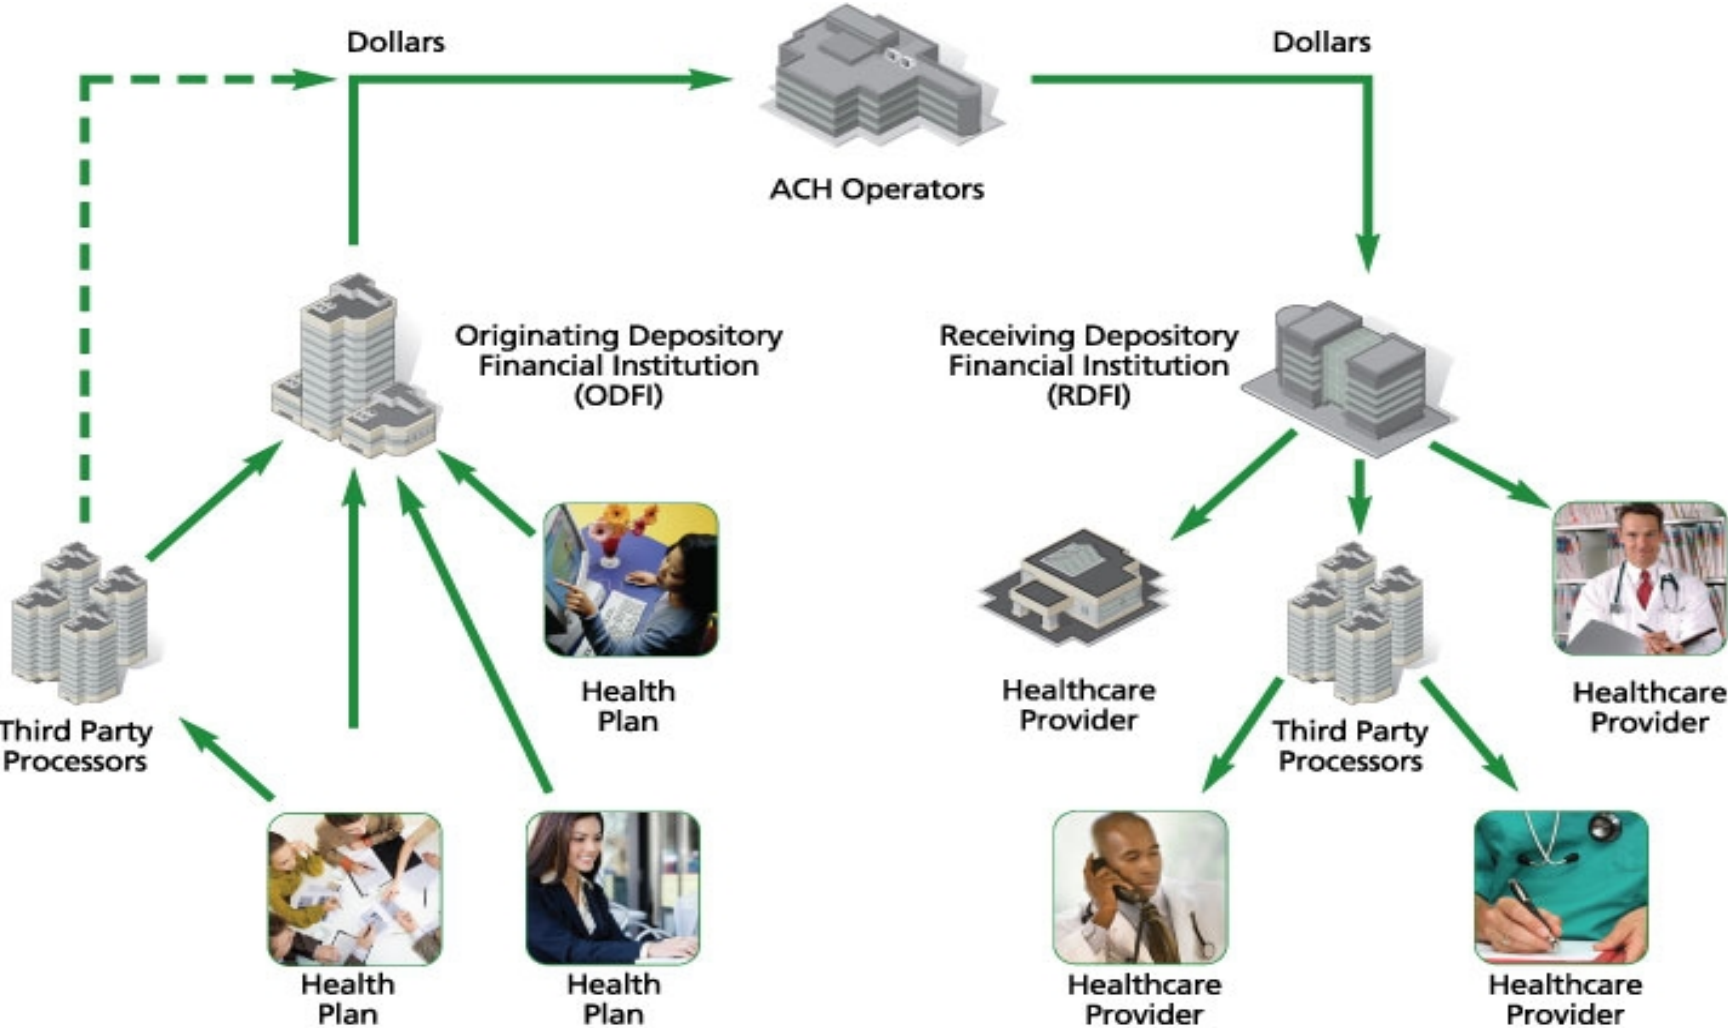 Dollars
Dollars
ACH Operators
Originating Depository
Financial Institution
(ODFI)
Receiving Depository
Financial Institution
(RDFI)
Health
Plan
Healthcare
Provider
Healthcare
Provider
Third Party
Processors
Third Party
Processors
Health
Plan
Health
Plan
Healthcare
Provider
Healthcare
Provider